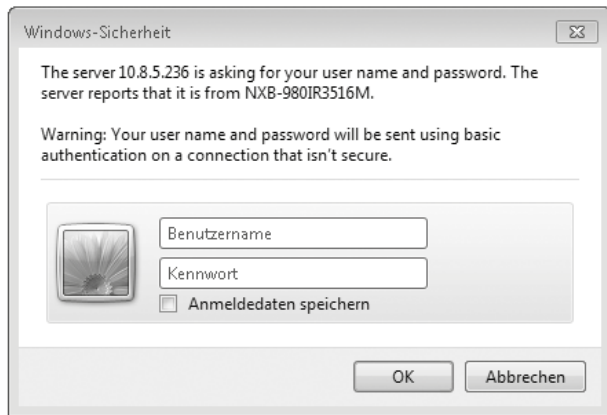 Windows-Sicherheit
The server 10.8.5.236 is asking for your user name and password. The
server reports that it is from NXB-980IR3516M.
Warning: Your user name and password will be sent using basic
authentication on a connection that isn't secure.
Benutzername
Kennwort
Anmeldedaten speichern
OK
Abbrechen